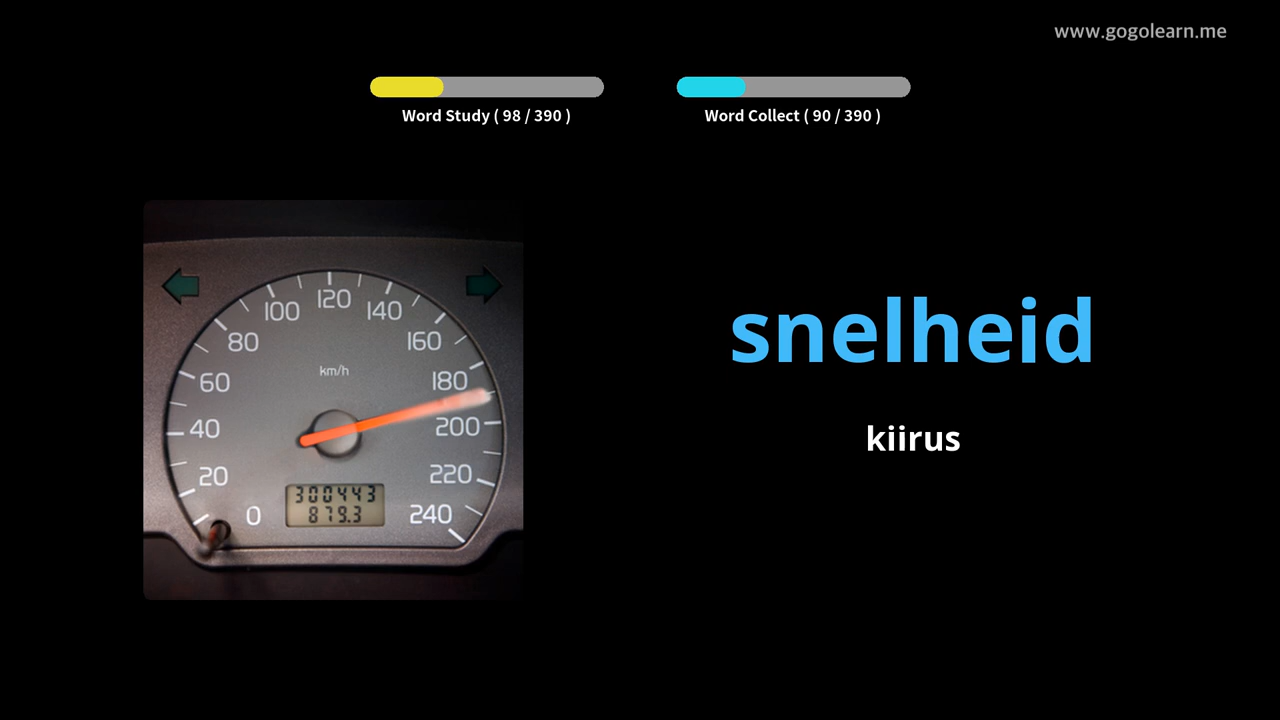 www.gogolearn.me
Word Study ( 98 / 390 )
Word Collect ( 90 / 390 )
snelheid
kiirus
120
100 140
80 160
km/h
60 180
40 200
20 220
0 240
300443
879.3